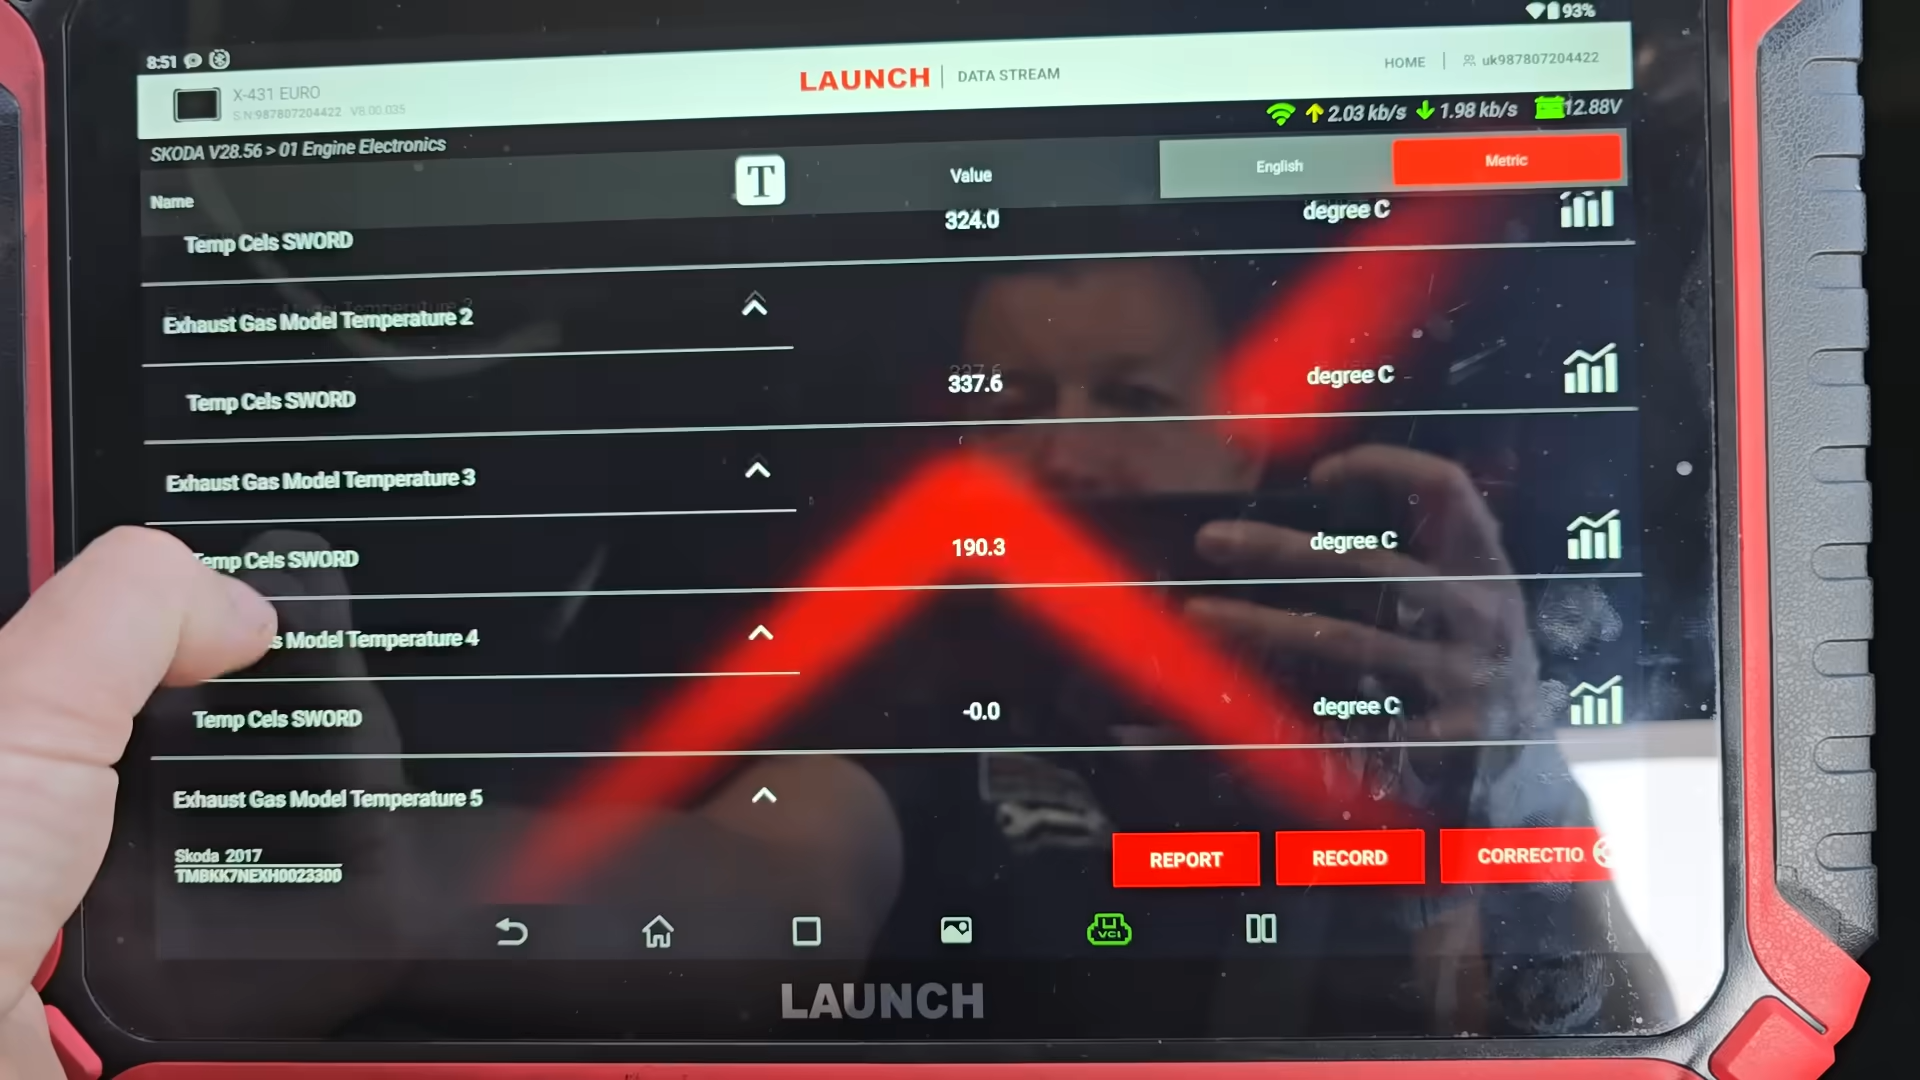 8:51
93%
X-431 EURO
S N:987807204422 V8.00.035
LAUNCH | DATA STREAM
HOME | uk987807204422
2.03 kb/s 1.98 kb/s 12.88V
SKODA V28.56 > 01 Engine Electronics
Name T Value English Metric
Temp Cels SWORD 324.0 degree C
Exhaust Gas Model Temperature 2
Temp Cels SWORD 337.6 degree C
Exhaust Gas Model Temperature 3
Temp Cels SWORD 190.3 degree C
s Model Temperature 4
Temp Cels SWORD -0.0 degree C
Exhaust Gas Model Temperature 5
Skoda 2017
TMBKK7NEXH0023300
REPORT RECORD CORRECTIO
VCI
LAUNCH